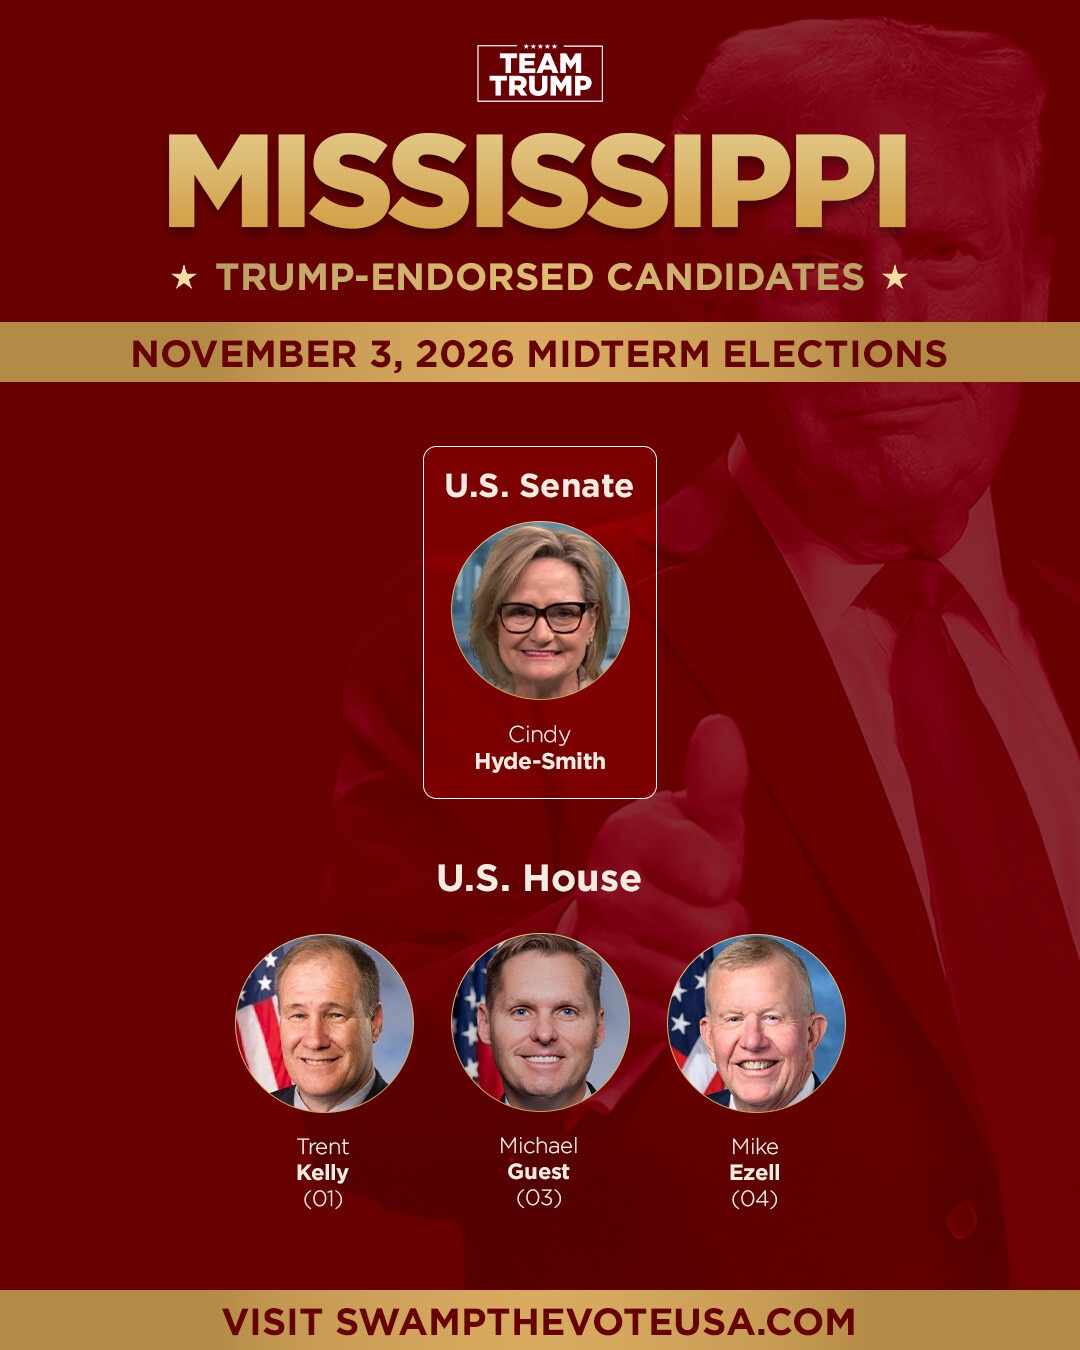 TEAM
TRUMP
MISSISSIPPI
★ TRUMP-ENDORSED CANDIDATES ★
NOVEMBER 3, 2026 MIDTERM ELECTIONS
U.S. Senate
Cindy
Hyde-Smith
U.S. House
Trent
Kelly
(01)
Michael
Guest
(03)
Mike
Ezell
(04)
VISIT SWAMPTHEVOTEUSA.COM